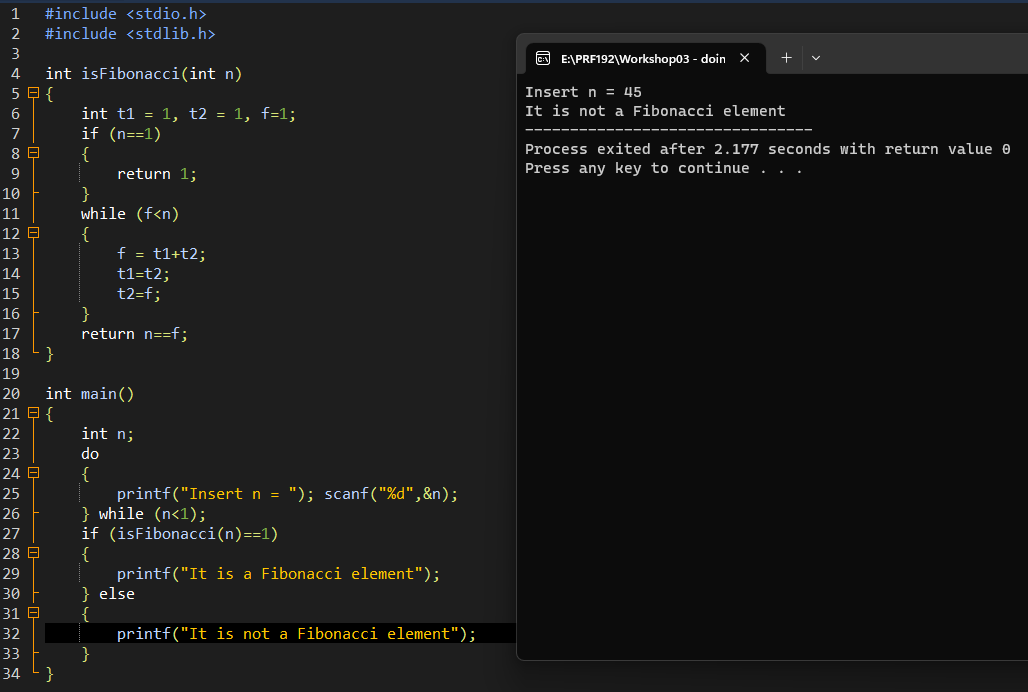 1 #include <stdio.h>
2 #include <stdlib.h>
3
4 int isFibonacci(int n)
5 {
6     int t1 = 1, t2 = 1, f=1;
7     if (n==1)
8     {
9         return 1;
10     }
11     while (f<n)
12     {
13         f = t1+t2;
14         t1=t2;
15         t2=f;
16     }
17     return n==f;
18 }
19
20 int main()
21 {
22     int n;
23     do
24     {
25         printf("Insert n = "); scanf("%d",&n);
26     } while (n<1);
27     if (isFibonacci(n)==1)
28     {
29         printf("It is a Fibonacci element");
30     } else
31     {
32         printf("It is not a Fibonacci element");
33     }
34 }
E:\PRF192\Workshop03 - doin
Insert n = 45
It is not a Fibonacci element
--------------------------------
Process exited after 2.177 seconds with return value 0
Press any key to continue . . .